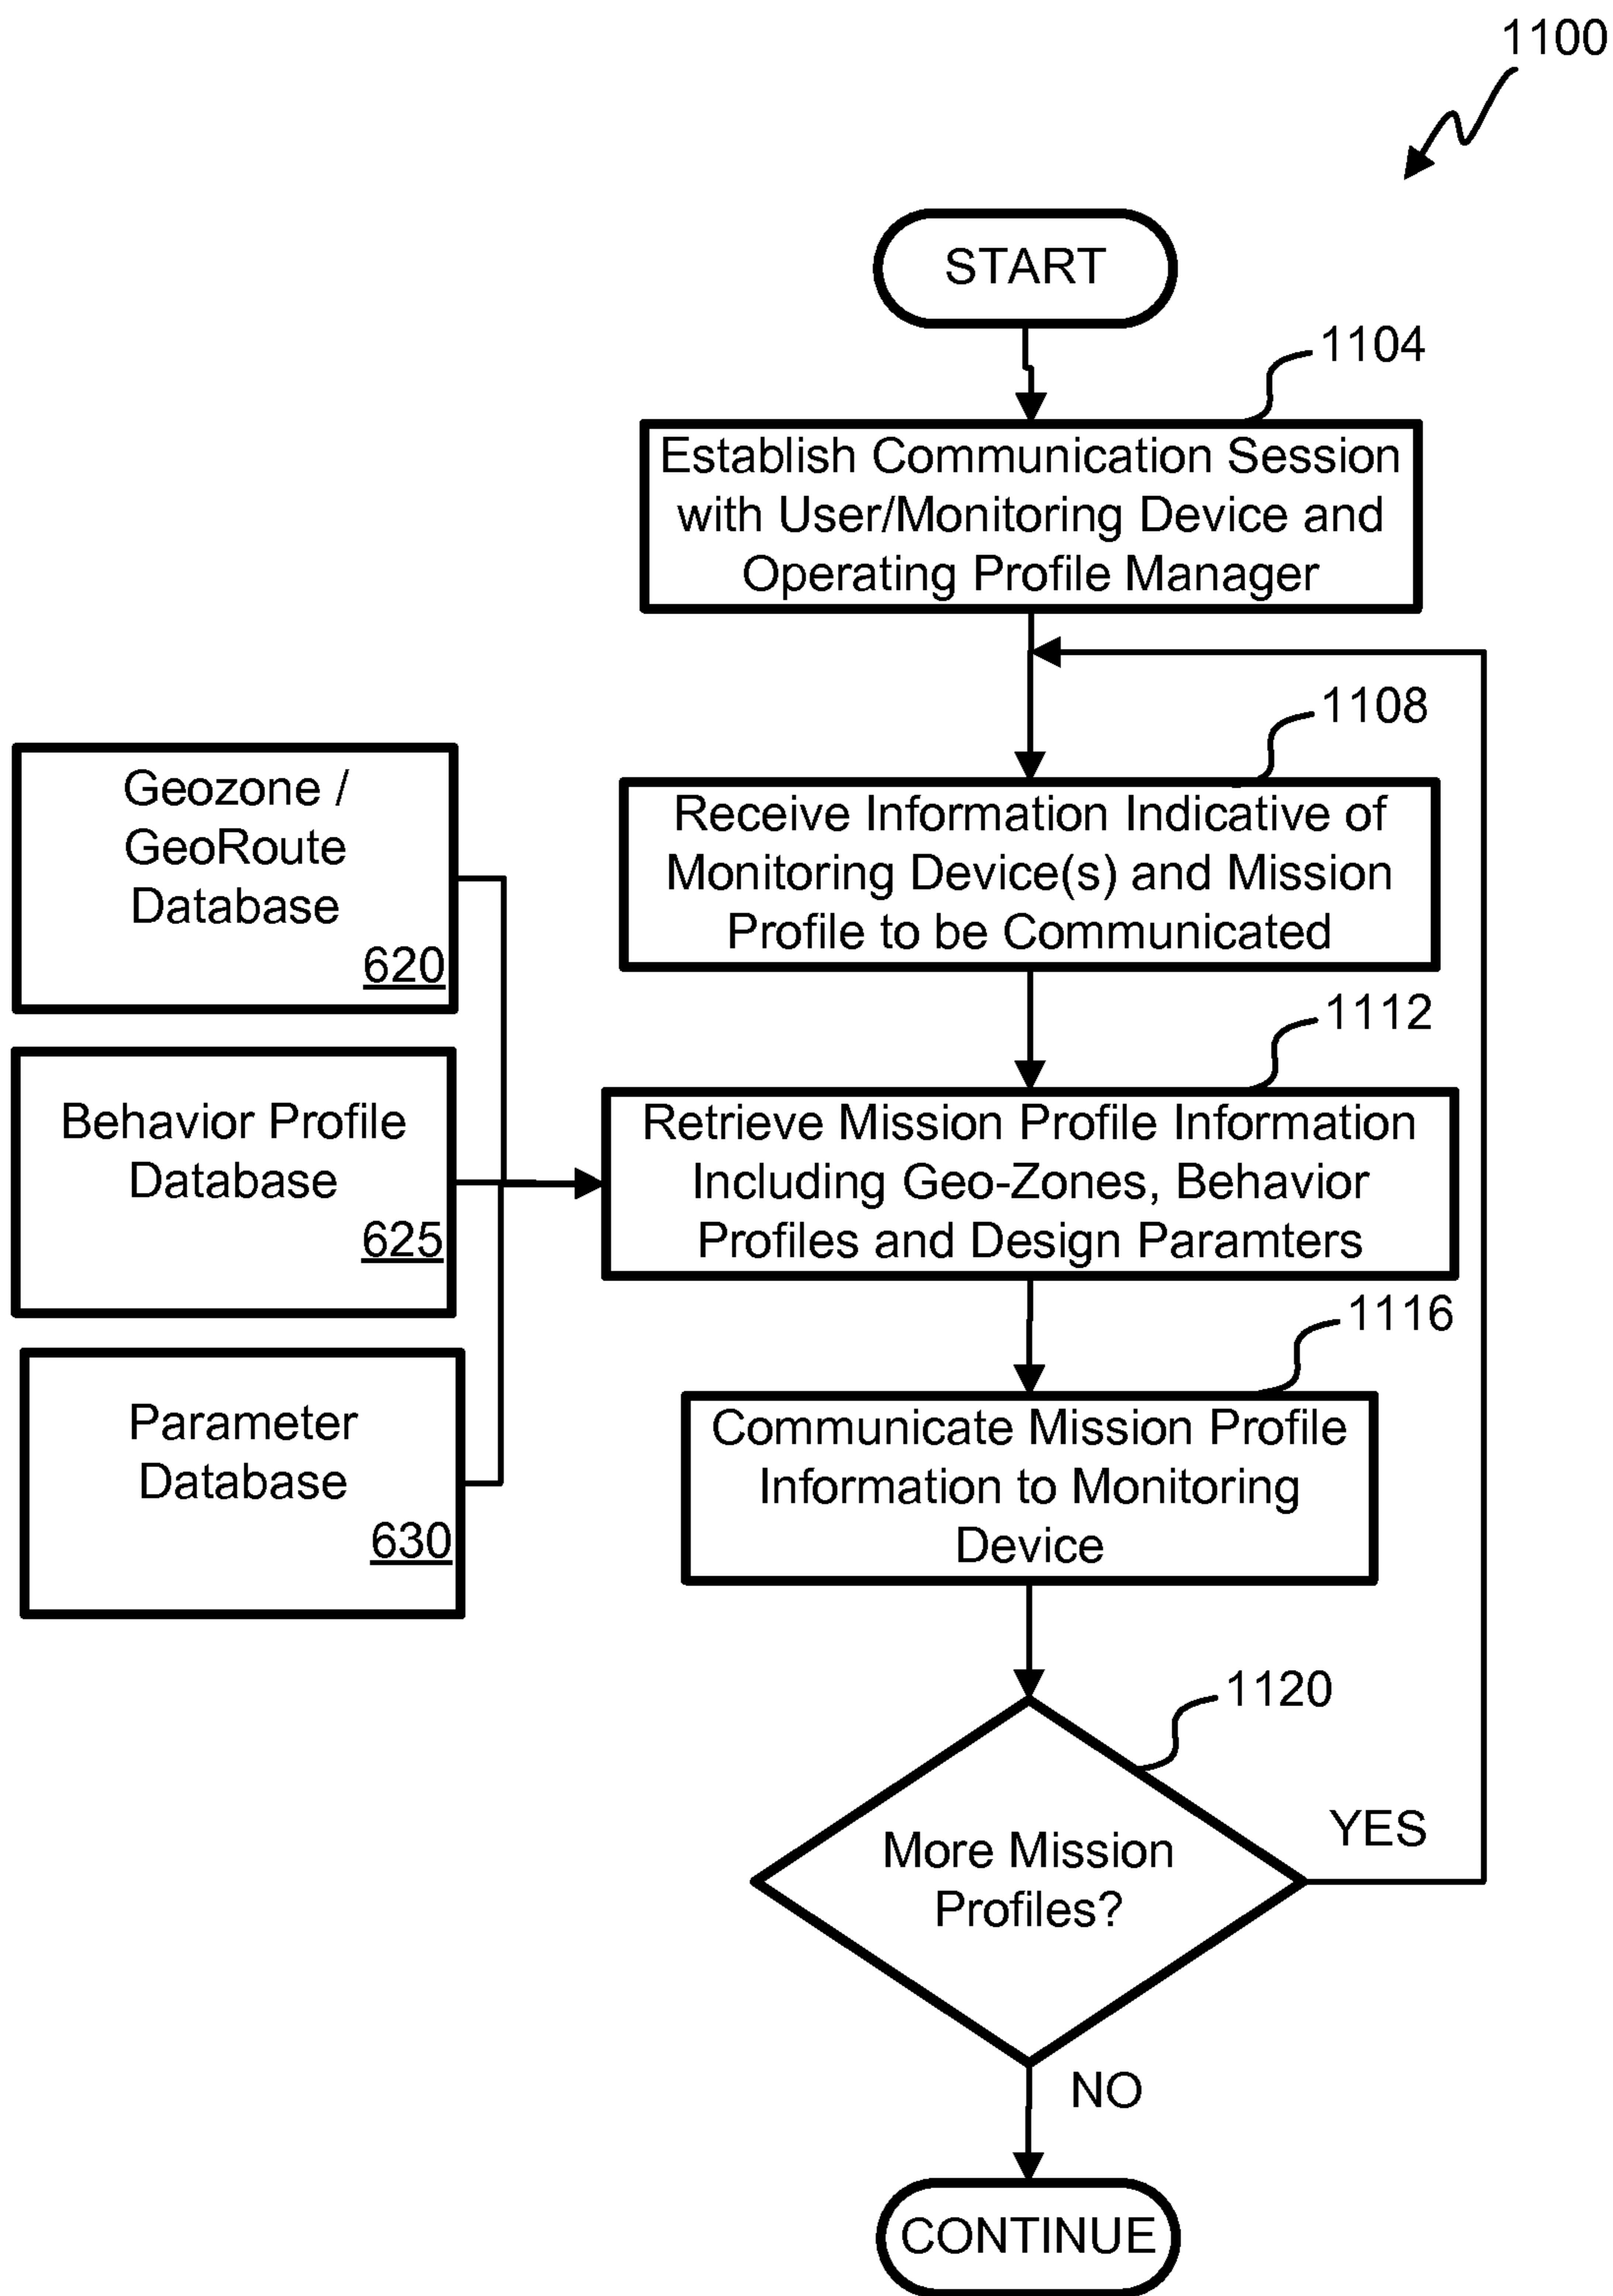 1100
START
1104
Establish Communication Session
with User/Monitoring Device and
Operating Profile Manager
1108
Receive Information Indicative of
Monitoring Device(s) and Mission
Profile to be Communicated
Geozone /
GeoRoute
Database
620
1112
Retrieve Mission Profile Information
Including Geo-Zones, Behavior
Profiles and Design Paramters
Behavior Profile
Database
625
1116
Communicate Mission Profile
Information to Monitoring
Device
Parameter
Database
630
1120
More Mission
Profiles?
YES
NO
CONTINUE